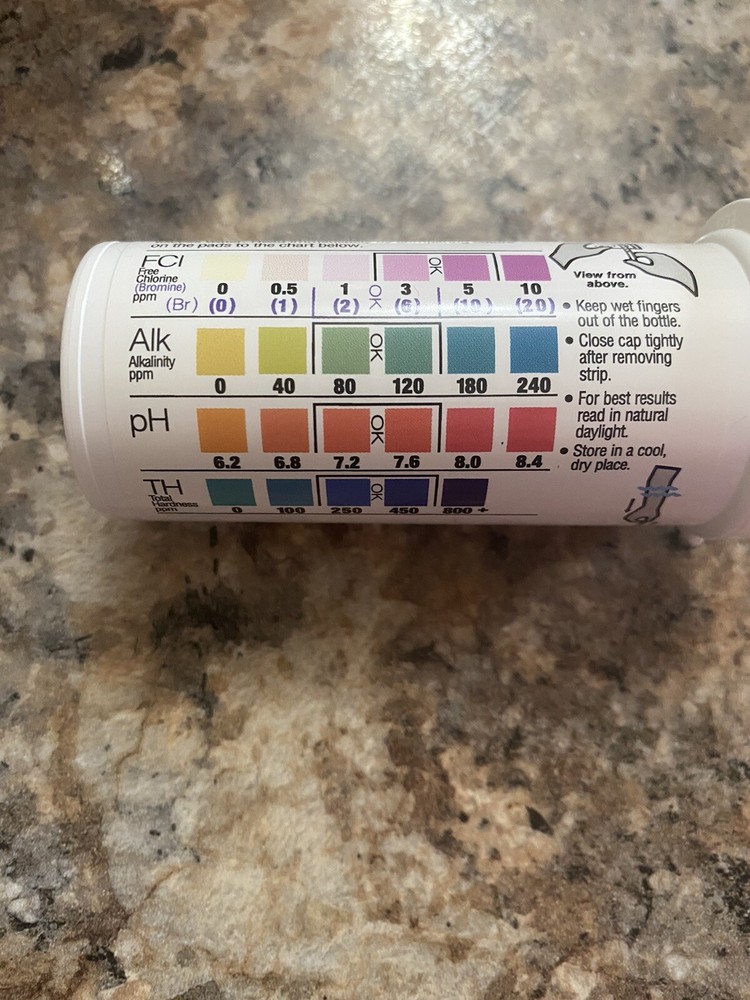 on the pads to the chart below.
FCl
Free
Chlorine
(Bromine)
ppm
OK
0 0.5 1 3 5 10
(Br) (0) (1) (2) OK (6) (10) (20)
Alk
Alkalinity
ppm
OK
0 40 80 120 180 240
pH
OK
6.2 6.8 7.2 7.6 8.0 8.4
TH
Total
Hardness
ppm
OK
0 100 250 450 800 +
View from
above.
• Keep wet fingers
out of the bottle.
• Close cap tightly
after removing
strip.
• For best results
read in natural
daylight.
• Store in a cool,
dry place.